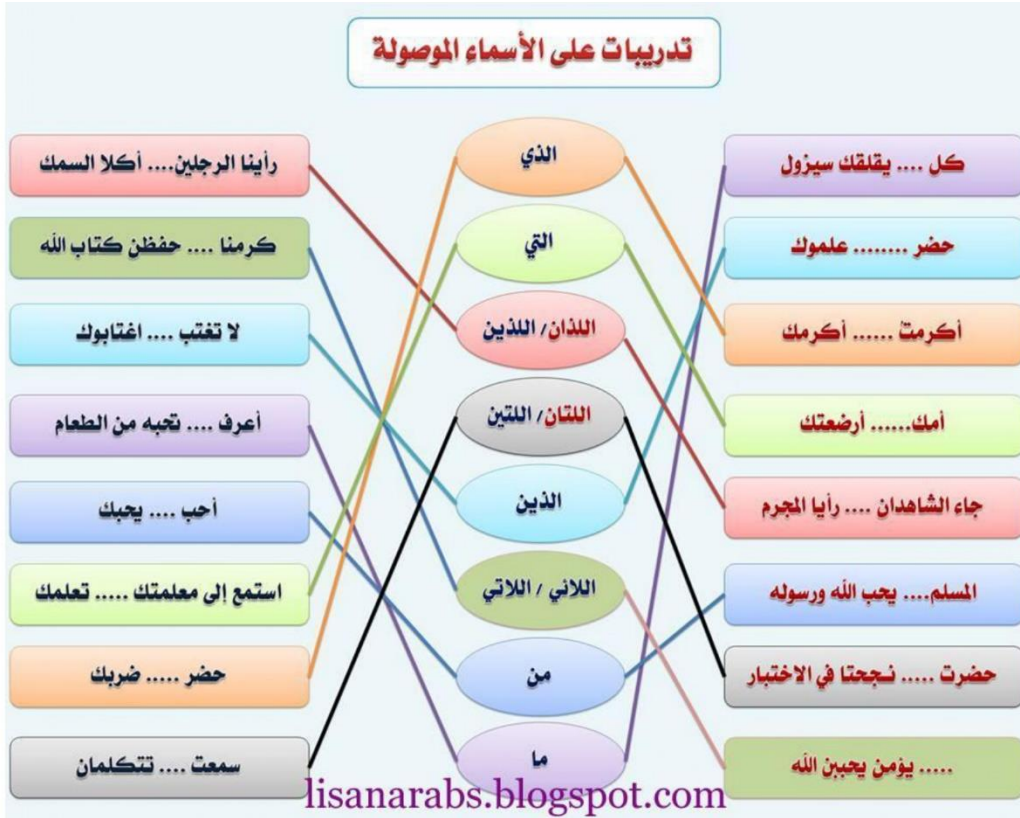 تدريبات على الأسماء الموصولة
كل .... يقلقك سيزول
الذي
رأينا الرجلين.... أكلا السمك
حضر ........ علموك
التي
كرمنا .... حفظن كتاب الله
أكرمتُ ...... أكرمك
اللذان/ اللذين
لا تغتب .... اغتابوك
أمك...... أرضعتك
اللتان/ اللتين
أعرف .... تحبه من الطعام
جاء الشاهدان .... رأيا المجرم
الذين
أحب .... يحبك
المسلم.... يحب الله ورسوله
اللائي / اللاتي
استمع إلى معلمتك ..... تعلمك
حضرت ..... نجحتا في الاختبار
من
حضر ..... ضربك
..... يؤمن يحببن الله
ما
سمعت .... تتكلمان
lisanarabs.blogspot.com